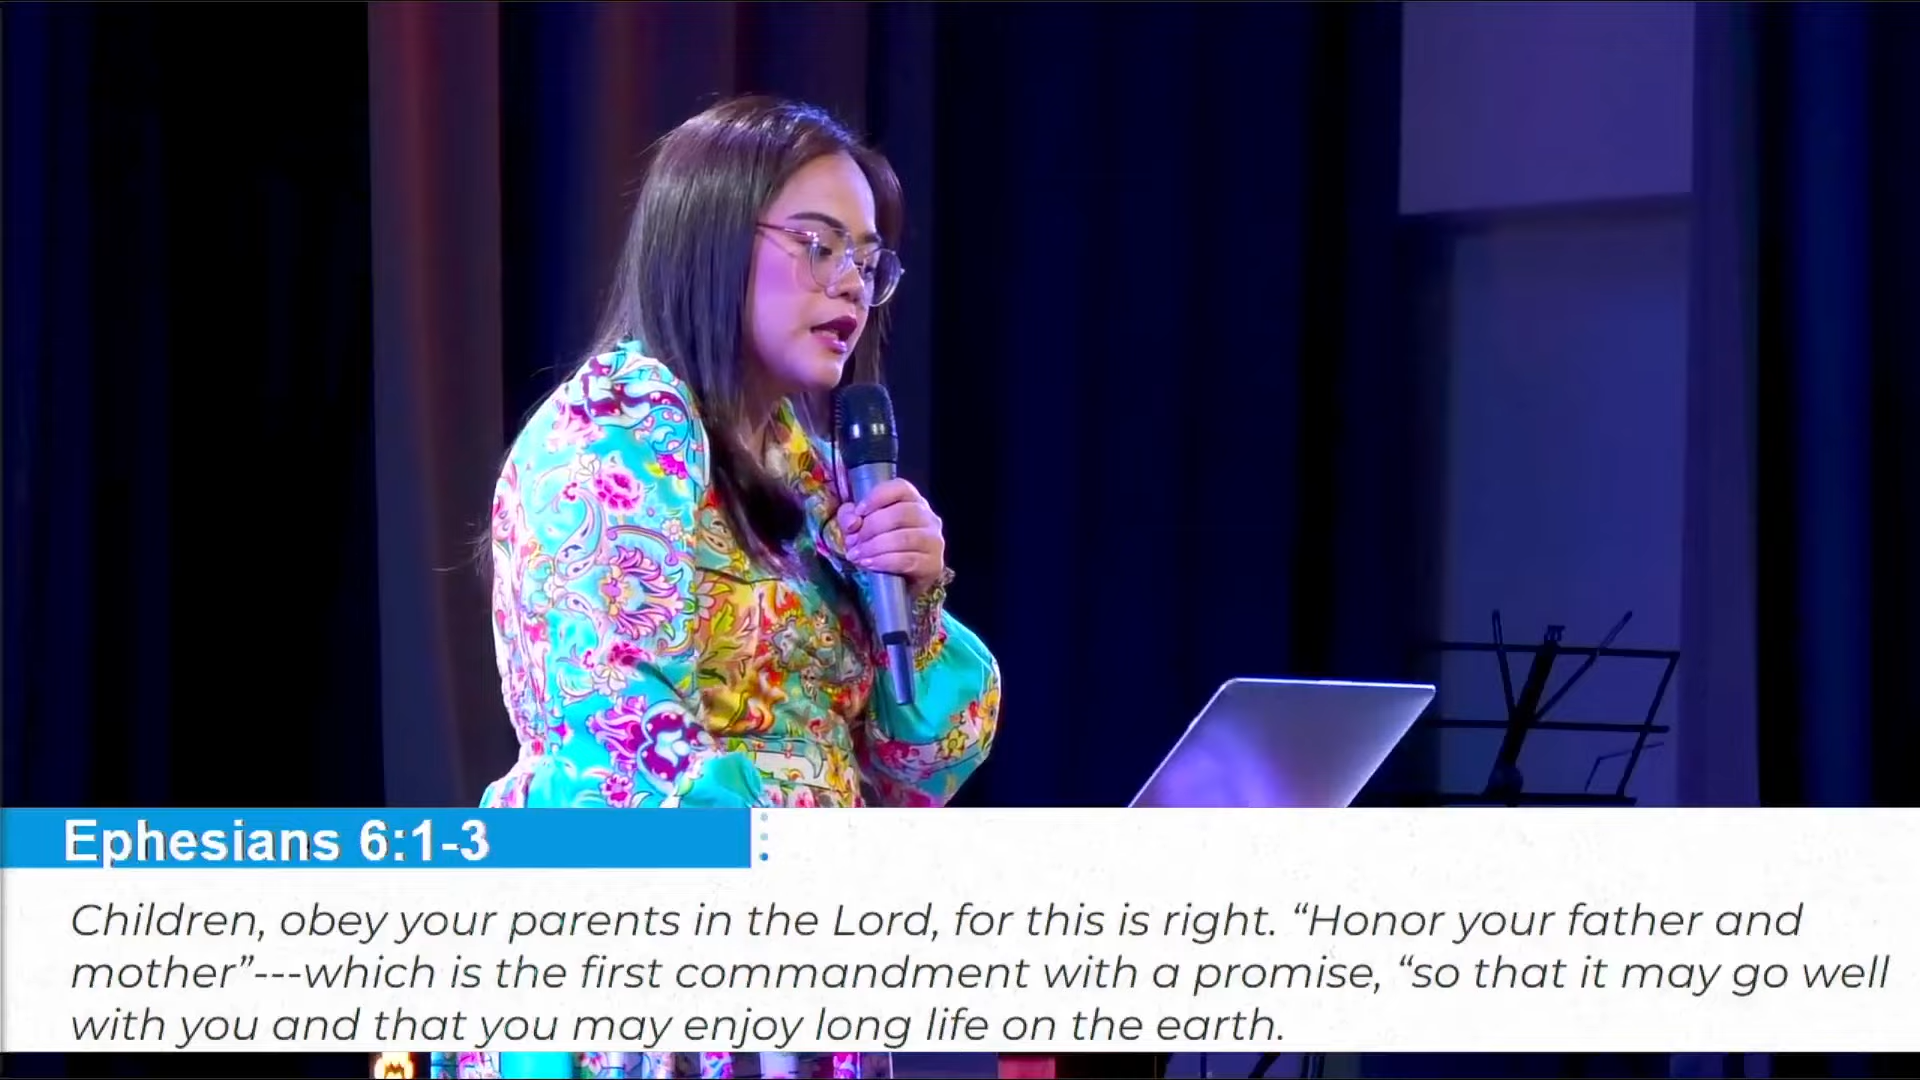 Ephesians 6:1-3
Children, obey your parents in the Lord, for this is right. “Honor your father and
mother”---which is the first commandment with a promise, “so that it may go well
with you and that you may enjoy long life on the earth.